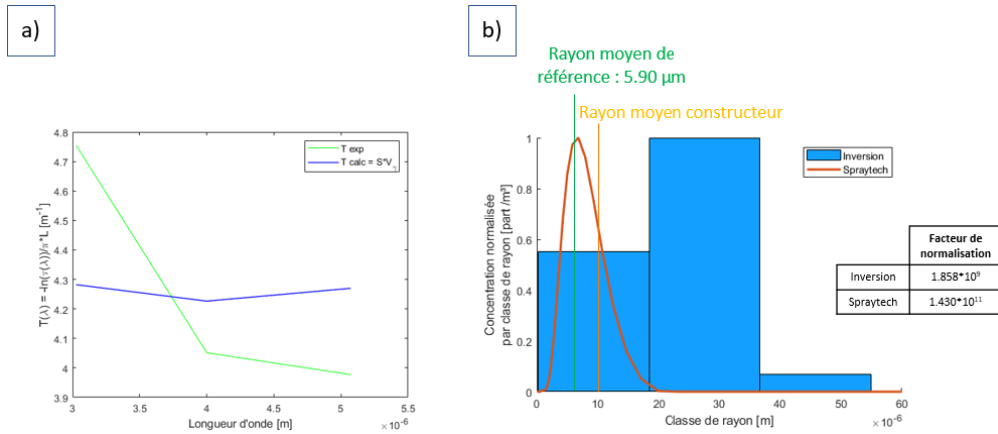 a)
4.8
4.7
4.6
4.5
4.4
4.3
4.2
4.1
4
3.9
T(λ) = -ln(τ(λ))/π*L [m⁻¹]
T exp
T calc = S*V
3
3.5
4
4.5
5
5.5
Longueur d'onde [m]
×10⁻⁶
b)
Rayon moyen de
référence : 5.90 µm
Rayon moyen constructeur
1
0.8
0.6
0.4
0.2
0
Concentration normalisée
par classe de rayon [part /m³]
Inversion
Spraytech
0
10
20
30
40
50
60
Classe de rayon [m]
×10⁻⁶
Facteur de
normalisation
Inversion 1.858*10⁹
Spraytech 1.430*10¹¹